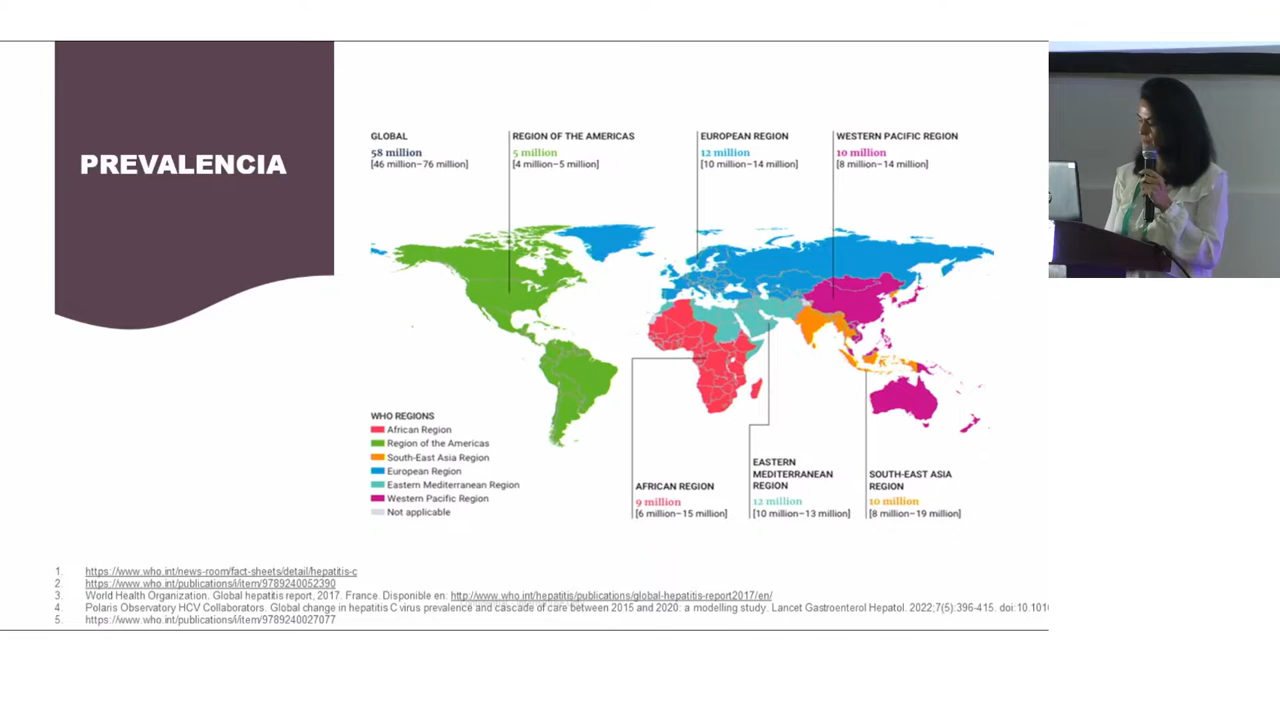 PREVALENCIA
GLOBAL
58 million
[46 million–76 million]
REGION OF THE AMERICAS
5 million
[4 million–5 million]
EUROPEAN REGION
12 million
[10 million–14 million]
WESTERN PACIFIC REGION
10 million
[8 million–14 million]
WHO REGIONS
African Region
Region of the Americas
South-East Asia Region
European Region
Eastern Mediterranean Region
Western Pacific Region
Not applicable
AFRICAN REGION
9 million
[6 million–15 million]
EASTERN
MEDITERRANEAN
REGION
12 million
[10 million–13 million]
SOUTH-EAST ASIA
REGION
10 million
[8 million–19 million]
1. https://www.who.int/news-room/fact-sheets/detail/hepatitis-c
2. https://www.who.int/publications/i/item/9789240052390
3. World Health Organization. Global hepatitis report, 2017. France. Disponible en: http://www.who.int/hepatitis/publications/global-hepatitis-report2017/en/
4. Polaris Observatory HCV Collaborators. Global change in hepatitis C virus prevalence and cascade of care between 2015 and 2020: a modelling study. Lancet Gastroenterol Hepatol. 2022;7(5):396-415. doi:10.101
5. https://www.who.int/publications/i/item/9789240027077